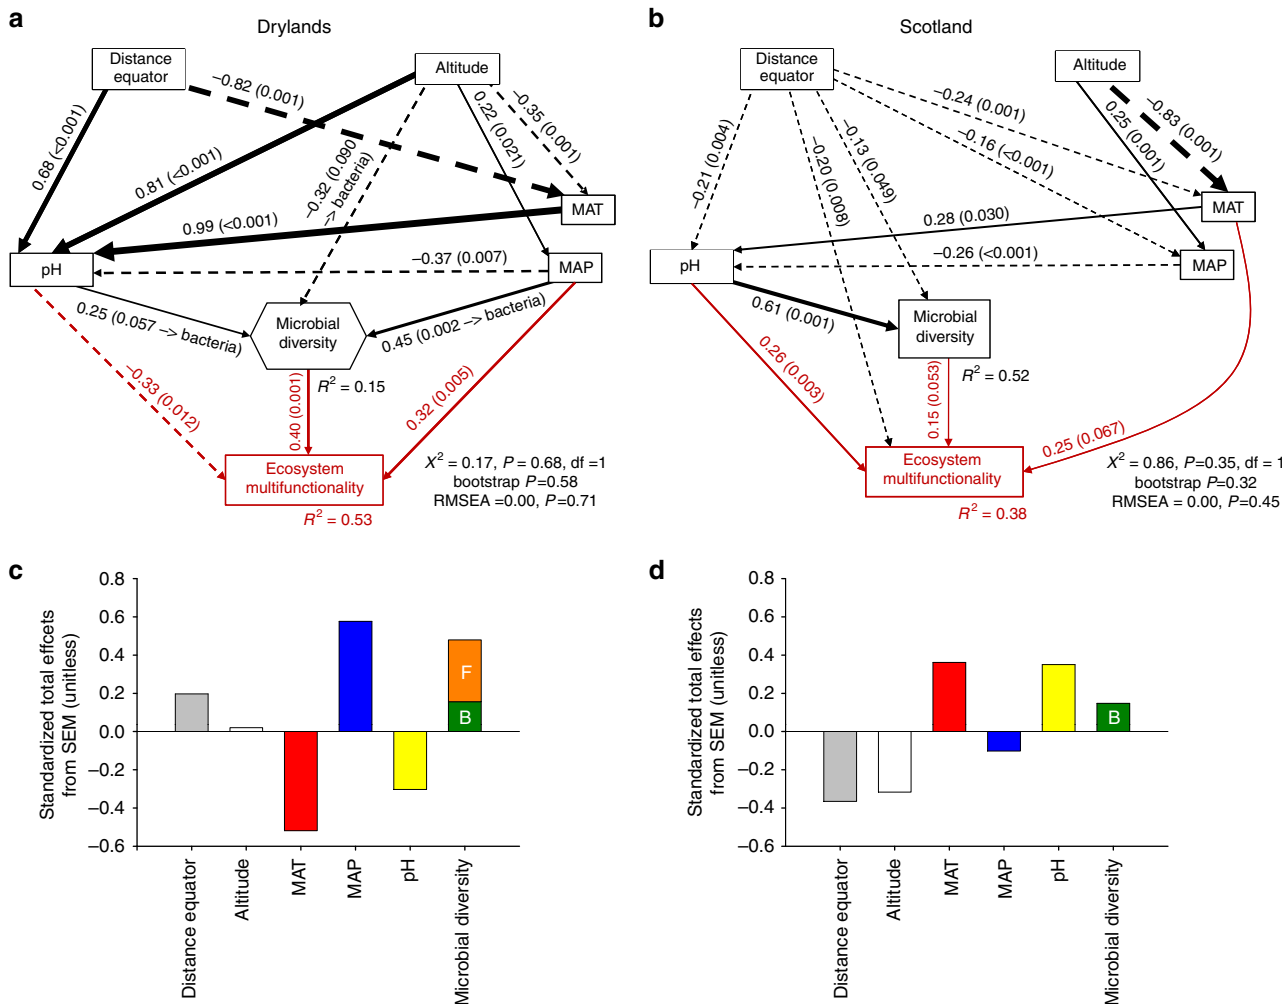 a
Drylands
Distance
equator
Altitude
−0.82 (0.001)
0.68 (<0.001)
0.81 (<0.001)
−0.32 (0.090
–> bacteria)
0.22 (0.021)
−0.35 (0.001)
MAT
0.99 (<0.001)
pH
−0.37 (0.007)
MAP
0.25 (0.057 –> bacteria)
Microbial
diversity
0.45 (0.002 –> bacteria)
R² = 0.15
−0.33 (0.012)
0.40 (0.001)
0.32 (0.005)
Ecosystem
multifunctionality
R² = 0.53
X² = 0.17, P = 0.68, df =1
bootstrap P=0.58
RMSEA =0.00, P=0.71
b
Scotland
Distance
equator
Altitude
−0.24 (0.001)
−0.16 (<0.001)
−0.13 (0.049)
−0.20 (0.008)
−0.21 (0.004)
0.25 (0.001)
−0.83 (0.001)
MAT
0.28 (0.030)
pH
−0.26 (<0.001)
MAP
0.61 (0.001)
Microbial
diversity
R² = 0.52
0.26 (0.003)
0.15 (0.053)
0.25 (0.067)
Ecosystem
multifunctionality
R² = 0.38
X² = 0.86, P=0.35, df = 1
bootstrap P=0.32
RMSEA = 0.00, P=0.45
c
Standardized total effcets
from SEM (unitless)
0.8
0.6
0.4
0.2
0.0
−0.2
−0.4
−0.6
F
B
Distance equator
Altitude
MAT
MAP
pH
Microbial diversity
d
Standardized total effects
from SEM (unitless)
0.8
0.6
0.4
0.2
0.0
−0.2
−0.4
−0.6
B
Distance equator
Altitude
MAT
MAP
pH
Microbial diversity